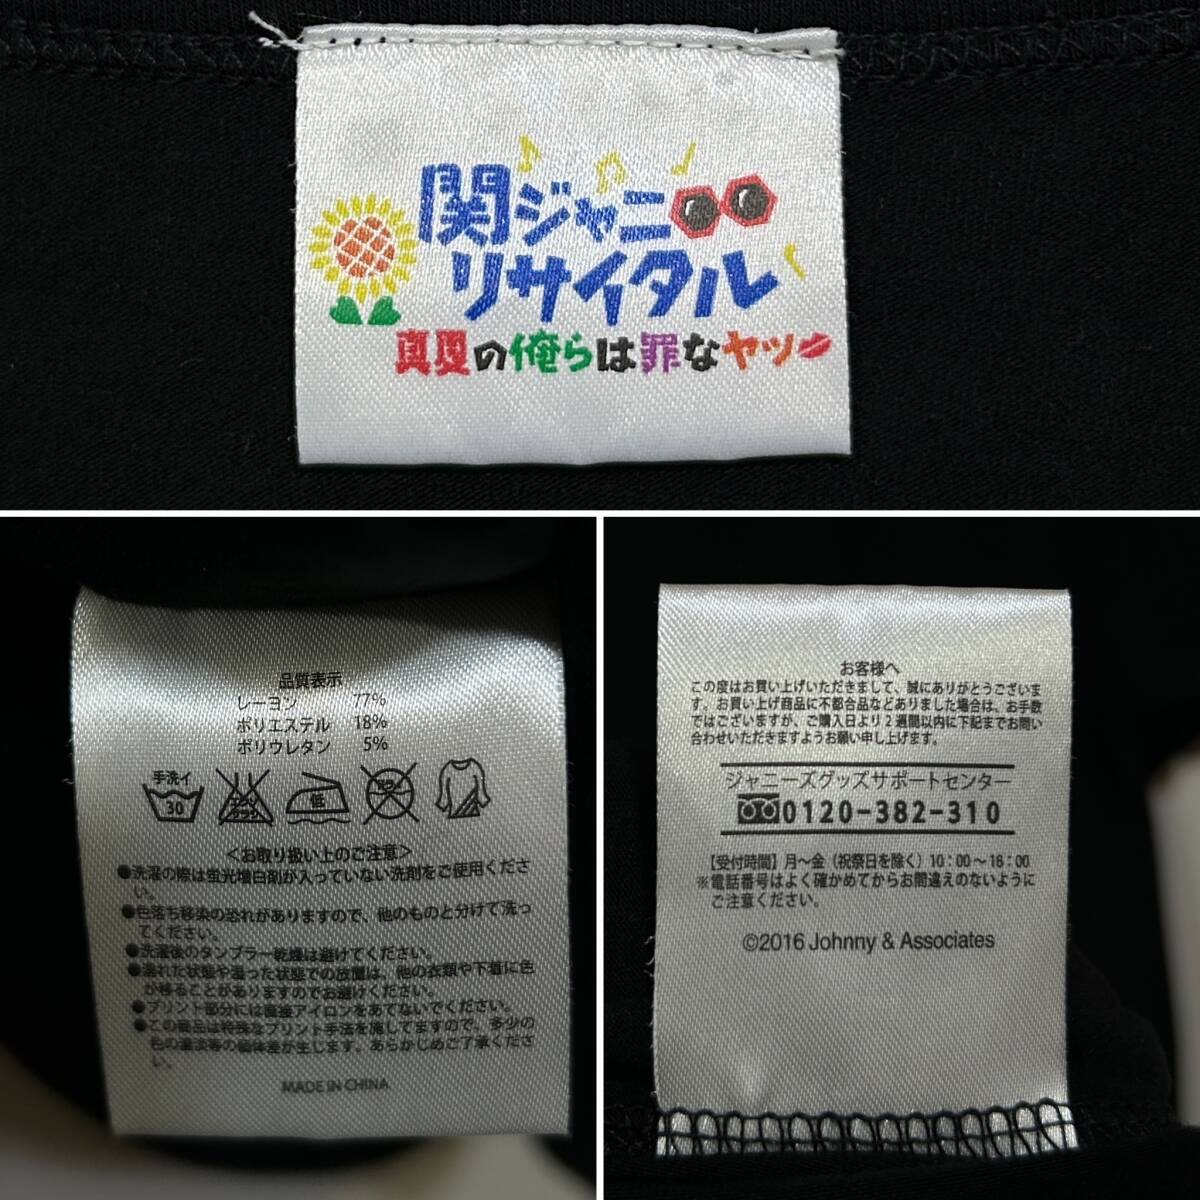 関ジャニ∞
リサイタル
真夏の俺らは罪なヤツ
品質表示
レーヨン 77%
ポリエステル 18%
ポリウレタン 5%
手洗イ
30
エンソ
サラシ
低
ドライ
<お取り扱い上のご注意>
●洗濯の際は蛍光増白剤が入っていない洗剤をご使用くださ
い。
●色落ち移染の恐れがありますので、他のものと分けて洗っ
てください。
●洗濯後のタンブラー乾燥は避けてください。
●濡れた状態や湿った状態での放置は、他の衣類や下着に色
が移ることがありますのでお避けください。
●プリント部分には直接アイロンをあてないでください。
●この商品は特殊なプリント手法を施してますので、多少の
色の濃淡等の個体差が生じます。あらかじめご了承くださ
い。
MADE IN CHINA
お客様へ
この度はお買い上げいただきまして、誠にありがとうございま
す。お買い上げ商品に不都合品などありました場合は、お手数
ではございますが、ご購入日より2週間以内に下記までお問い
合わせいただきますようお願い申し上げます。
ジャニーズグッズサポートセンター
0120-382-310
【受付時間】月～金（祝祭日を除く）10:00～16:00
※電話番号はよく確かめてからお間違えのないように
ご注意ください。
©2016 Johnny & Associates